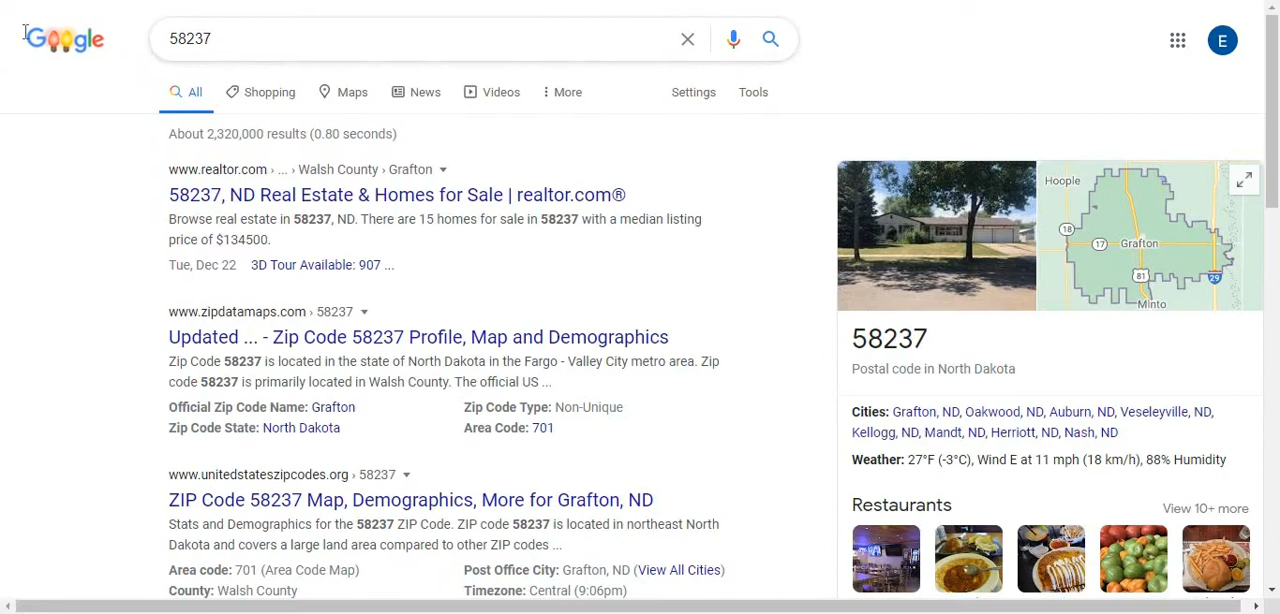 Google
58237
E
All Shopping Maps News Videos More Settings Tools
About 2,320,000 results (0.80 seconds)
www.realtor.com › ... › Walsh County › Grafton
58237, ND Real Estate & Homes for Sale | realtor.com®
Browse real estate in 58237, ND. There are 15 homes for sale in 58237 with a median listing
price of $134500.
Tue, Dec 22 3D Tour Available: 907 ...
www.zipdatamaps.com › 58237
Updated ... - Zip Code 58237 Profile, Map and Demographics
Zip Code 58237 is located in the state of North Dakota in the Fargo - Valley City metro area. Zip
code 58237 is primarily located in Walsh County. The official US ...
Official Zip Code Name: Grafton Zip Code Type: Non-Unique
Zip Code State: North Dakota Area Code: 701
www.unitedstateszipcodes.org › 58237
ZIP Code 58237 Map, Demographics, More for Grafton, ND
Stats and Demographics for the 58237 ZIP Code. ZIP code 58237 is located in northeast North
Dakota and covers a large land area compared to other ZIP codes ...
Area code: 701 (Area Code Map) Post Office City: Grafton, ND (View All Cities)
County: Walsh County Timezone: Central (9:06pm)
Hoople
18
17
Grafton
81
29
Minto
58237
Postal code in North Dakota
Cities: Grafton, ND, Oakwood, ND, Auburn, ND, Veseleyville, ND,
Kellogg, ND, Mandt, ND, Herriott, ND, Nash, ND
Weather: 27°F (-3°C), Wind E at 11 mph (18 km/h), 88% Humidity
Restaurants View 10+ more